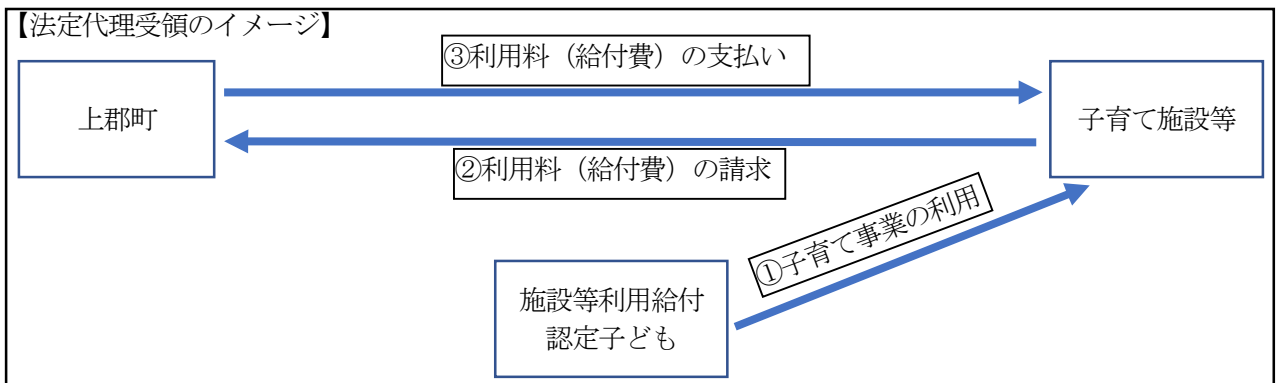 【法定代理受領のイメージ】
③利用料（給付費）の支払い
上郡町
子育て施設等
②利用料（給付費）の請求
①子育て事業の利用
施設等利用給付
認定子ども